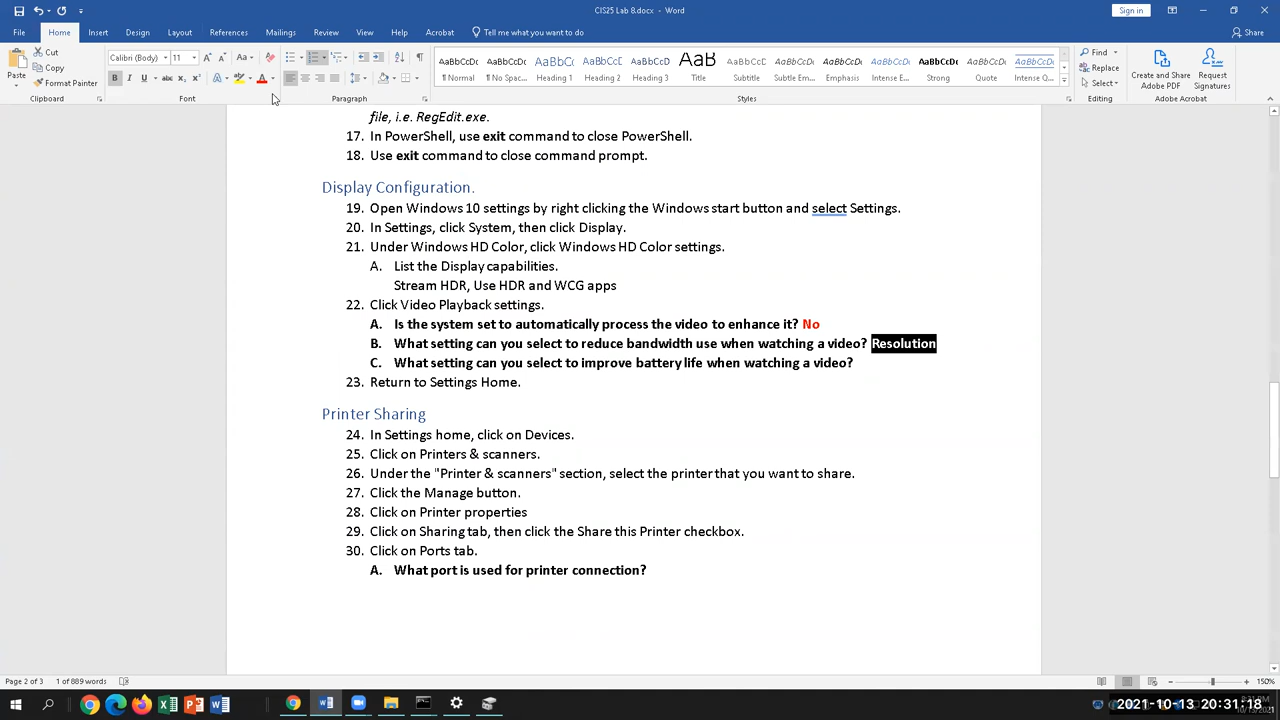 CIS25 Lab 8.docx - Word
Sign in
File Home Insert Design Layout References Mailings Review View Help Acrobat Tell me what you want to do Share
Paste Cut Copy Format Painter Clipboard
Calibri (Body) 11 Font
Paragraph
AaBbCcDc AaBbCcDc AaBbC( AaBbCcC AaBbCcD AaB AaBbCcD AaBbCcDt AaBbCcDt AaBbCcDt AaBbCcDc AaBbCcDt AaBbCcDt
¶ Normal ¶ No Spac... Heading 1 Heading 2 Heading 3 Title Subtitle Subtle Em... Emphasis Intense E... Strong Quote Intense Q...
Styles
Find Replace Select Editing
Create and Share Adobe PDF Request Signatures Adobe Acrobat
file, i.e. RegEdit.exe.
17. In PowerShell, use exit command to close PowerShell.
18. Use exit command to close command prompt.
Display Configuration.
19. Open Windows 10 settings by right clicking the Windows start button and select Settings.
20. In Settings, click System, then click Display.
21. Under Windows HD Color, click Windows HD Color settings.
A. List the Display capabilities.
Stream HDR, Use HDR and WCG apps
22. Click Video Playback settings.
A. Is the system set to automatically process the video to enhance it? No
B. What setting can you select to reduce bandwidth use when watching a video? Resolution
C. What setting can you select to improve battery life when watching a video?
23. Return to Settings Home.
Printer Sharing
24. In Settings home, click on Devices.
25. Click on Printers & scanners.
26. Under the "Printer & scanners" section, select the printer that you want to share.
27. Click the Manage button.
28. Click on Printer properties
29. Click on Sharing tab, then click the Share this Printer checkbox.
30. Click on Ports tab.
A. What port is used for printer connection?
Page 2 of 3 1 of 889 words 150%
2021-10-13 20:31:18